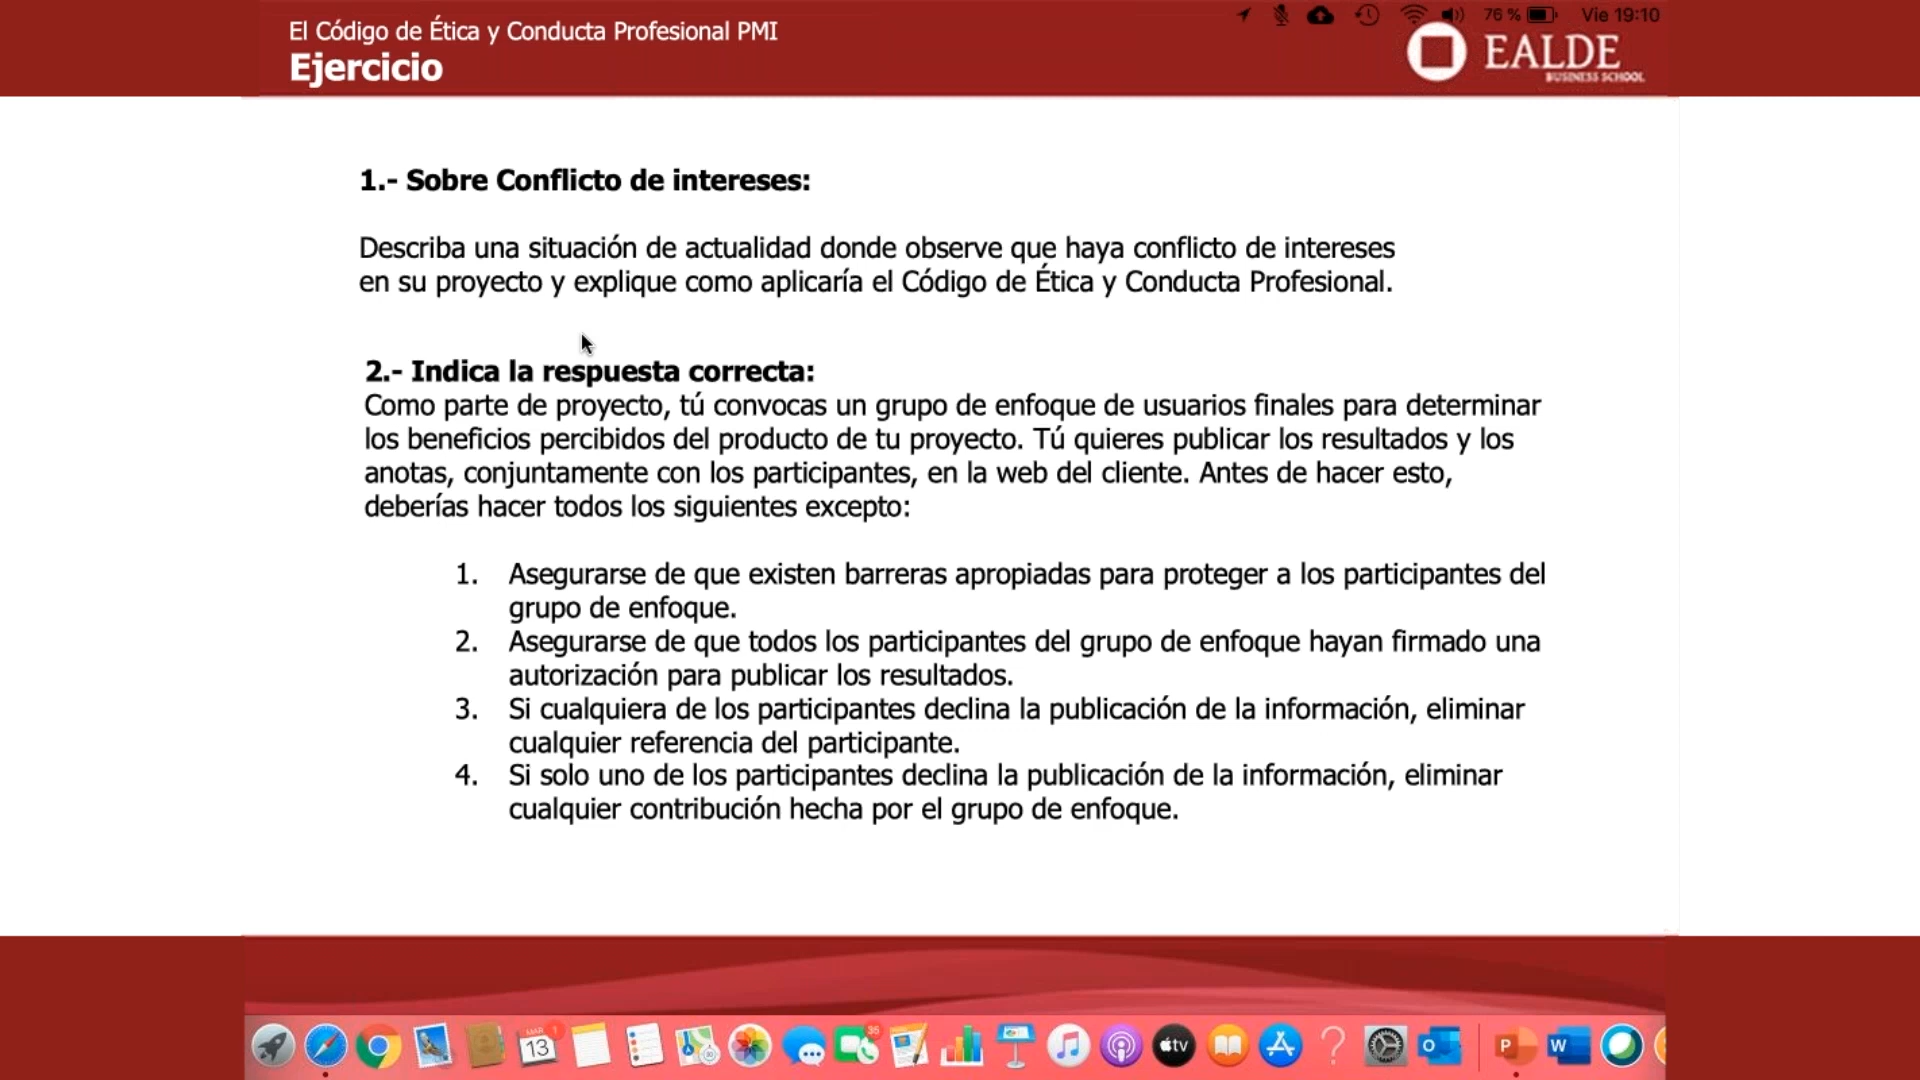 El Código de Ética y Conducta Profesional PMI
Ejercicio
76 % Vie 19:10
EALDE
BUSINESS SCHOOL
1.- Sobre Conflicto de intereses:
Describa una situación de actualidad donde observe que haya conflicto de intereses
en su proyecto y explique como aplicaría el Código de Ética y Conducta Profesional.
2.- Indica la respuesta correcta:
Como parte de proyecto, tú convocas un grupo de enfoque de usuarios finales para determinar
los beneficios percibidos del producto de tu proyecto. Tú quieres publicar los resultados y los
anotas, conjuntamente con los participantes, en la web del cliente. Antes de hacer esto,
deberías hacer todos los siguientes excepto:
1. Asegurarse de que existen barreras apropiadas para proteger a los participantes del
grupo de enfoque.
2. Asegurarse de que todos los participantes del grupo de enfoque hayan firmado una
autorización para publicar los resultados.
3. Si cualquiera de los participantes declina la publicación de la información, eliminar
cualquier referencia del participante.
4. Si solo uno de los participantes declina la publicación de la información, eliminar
cualquier contribución hecha por el grupo de enfoque.
MAR 1
13
35
tv
O
P
W